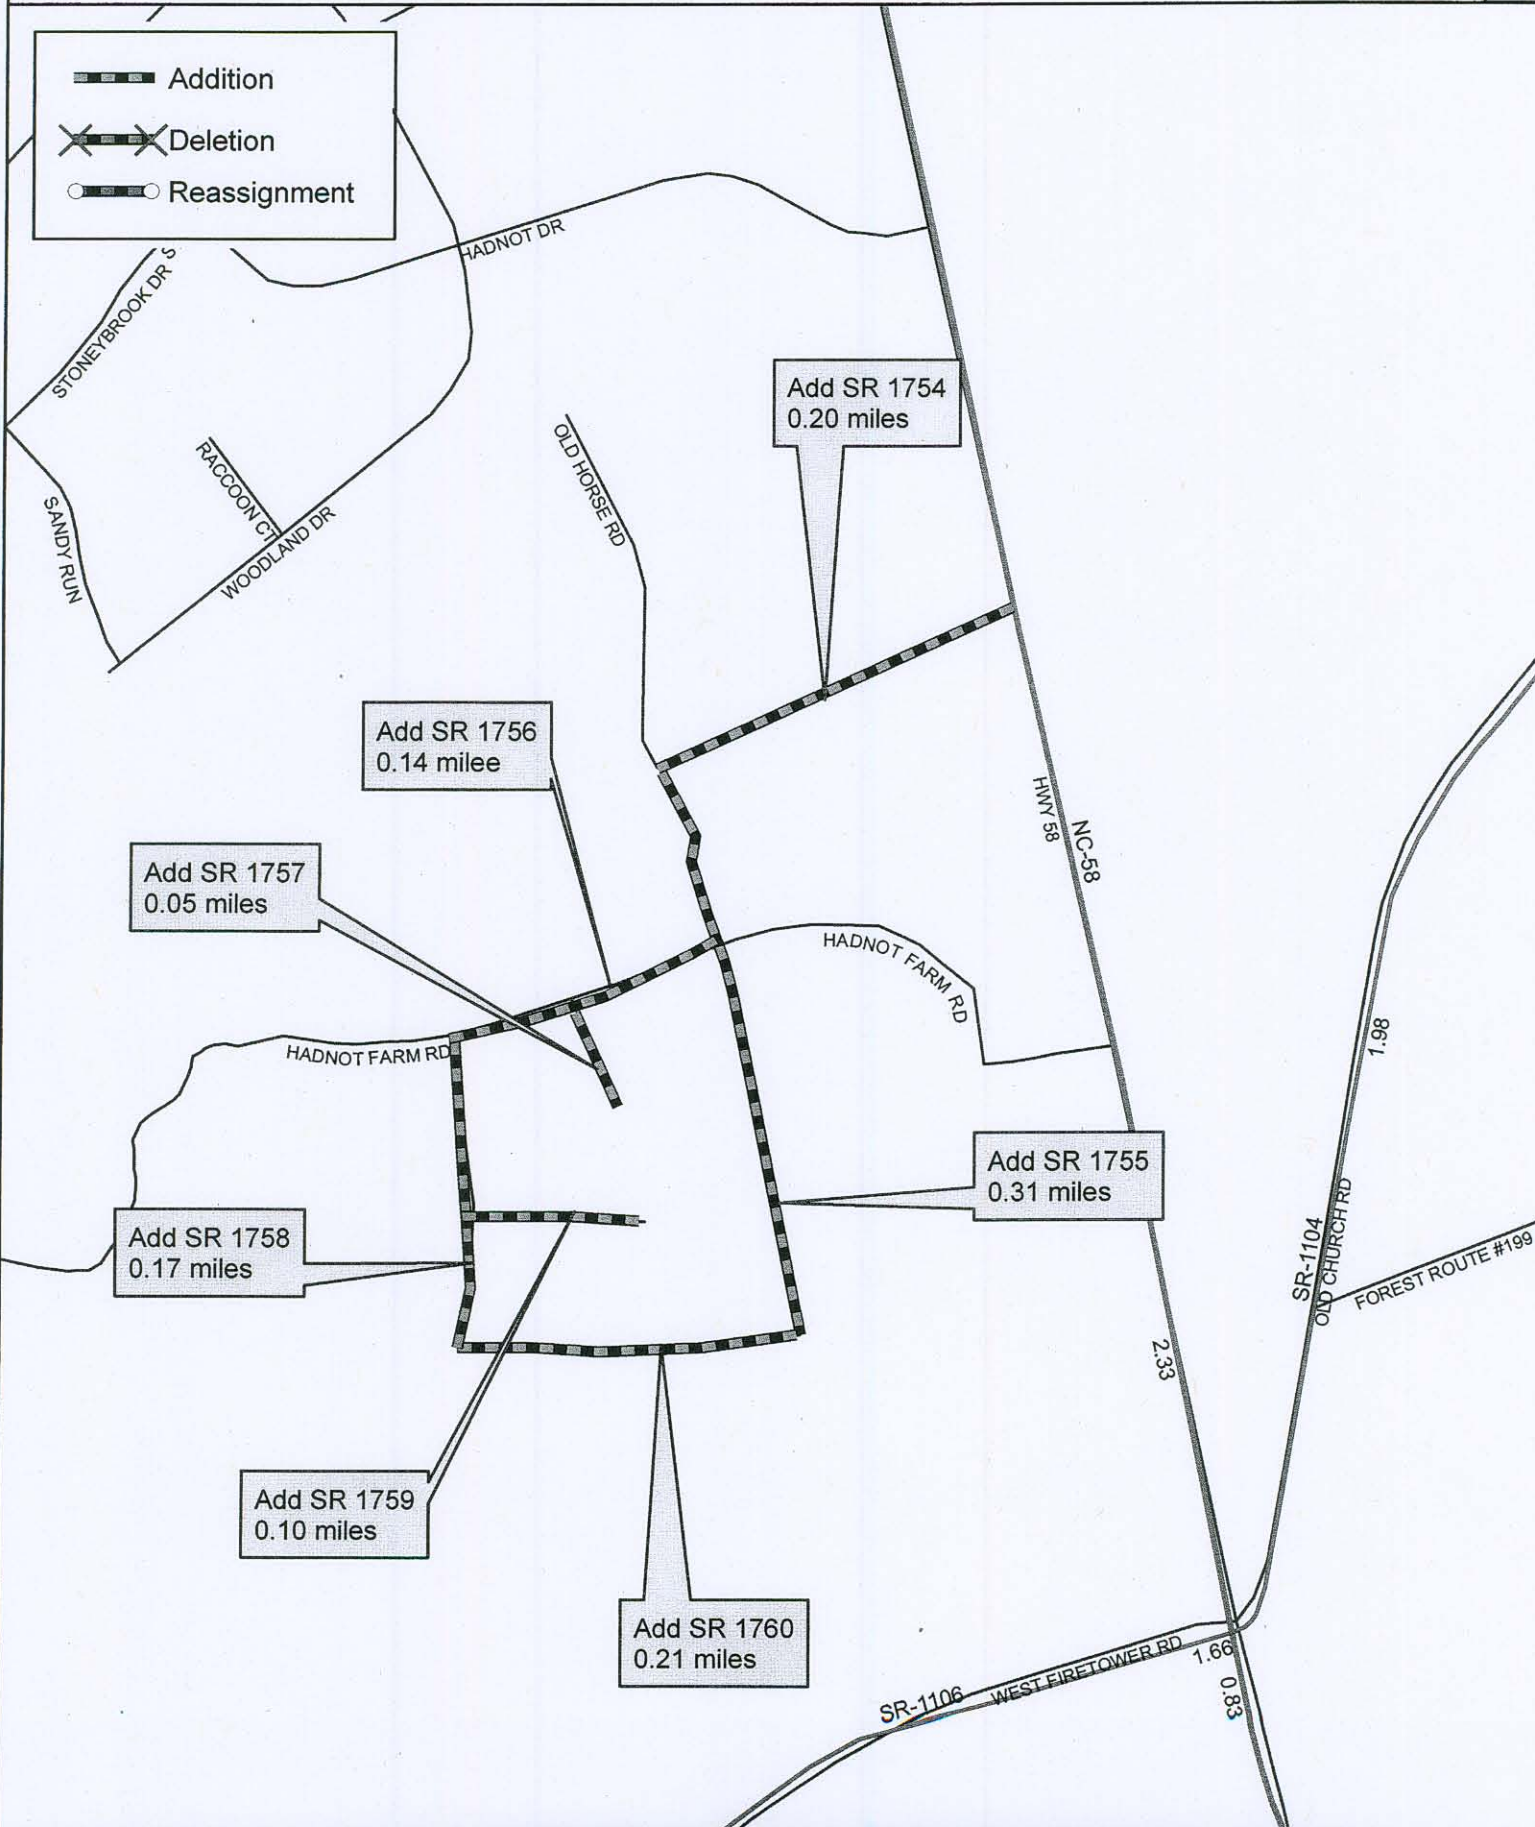 Addition
Deletion
Reassignment
HADNOT DR
STONEYBROOK DR S
RACCOON CT
WOODLAND DR
SANDY RUN
OLD HORSE RD
Add SR 1754
0.20 miles
Add SR 1756
0.14 milee
HWY 58
NC-58
Add SR 1757
0.05 miles
HADNOT FARM RD
HADNOT FARM RD
1.98
Add SR 1755
0.31 miles
Add SR 1758
0.17 miles
SR-1104
OLD CHURCH RD
FOREST ROUTE #199
2.33
Add SR 1759
0.10 miles
Add SR 1760
0.21 miles
SR-1106
WEST FIRETOWER RD
1.66
0.83